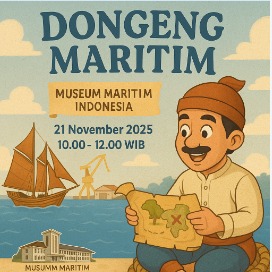 DONGENG
MARITIM
MUSEUM MARITIM
INDONESIA
21 November 2025
10.00 - 12.00 WIB
MUSUMM MARITIM